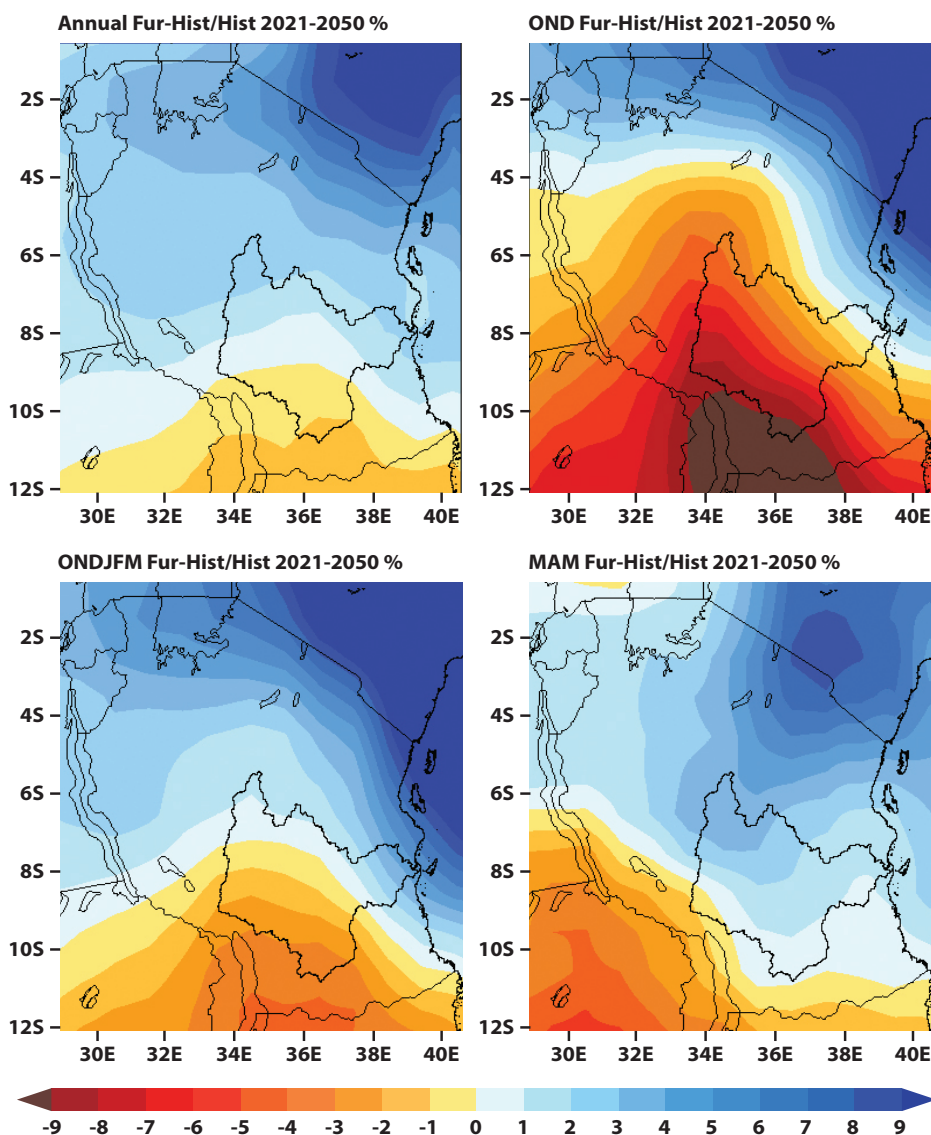 Annual Fur-Hist/Hist 2021-2050 %
2S
4S
6S
8S
10S
12S
30E 32E 34E 36E 38E 40E
OND Fur-Hist/Hist 2021-2050 %
2S
4S
6S
8S
10S
12S
30E 32E 34E 36E 38E 40E
ONDJFM Fur-Hist/Hist 2021-2050 %
2S
4S
6S
8S
10S
12S
30E 32E 34E 36E 38E 40E
MAM Fur-Hist/Hist 2021-2050 %
2S
4S
6S
8S
10S
12S
30E 32E 34E 36E 38E 40E
-9 -8 -7 -6 -5 -4 -3 -2 -1 0 1 2 3 4 5 6 7 8 9